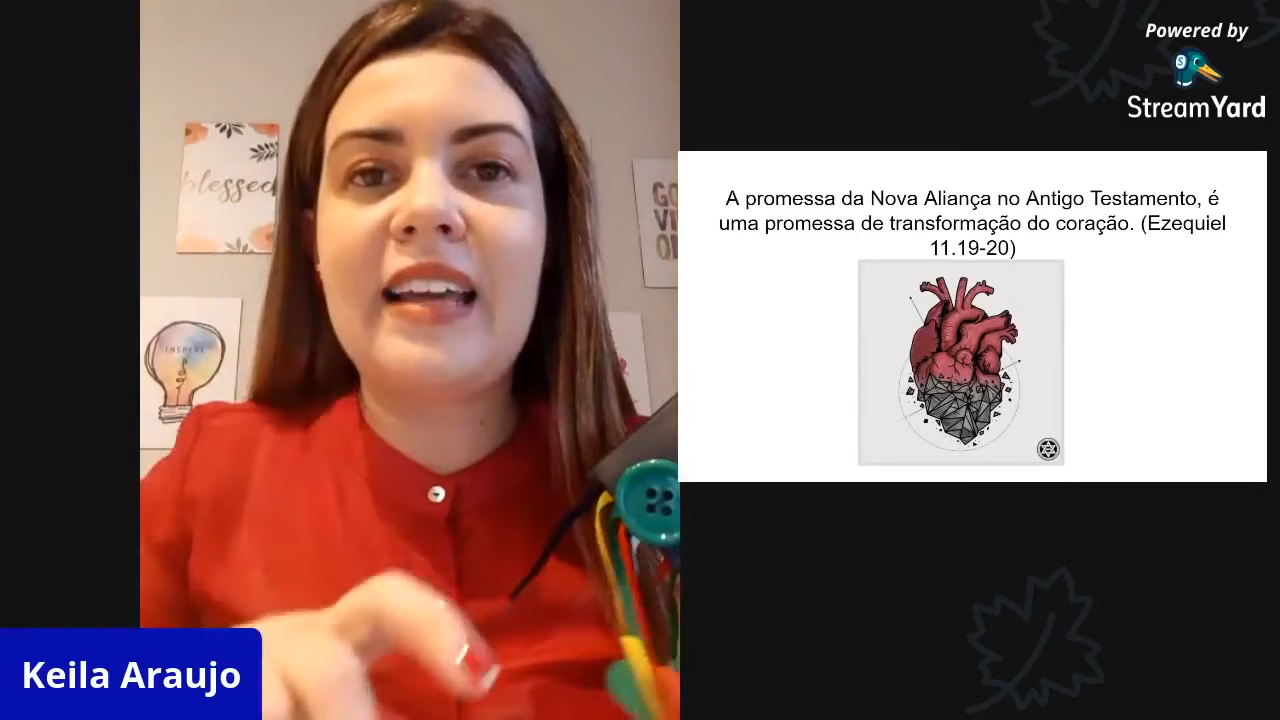 Powered by
StreamYard
blessed
A promessa da Nova Aliança no Antigo Testamento, é
uma promessa de transformação do coração. (Ezequiel
11.19-20)
INSPIRE
Keila Araujo